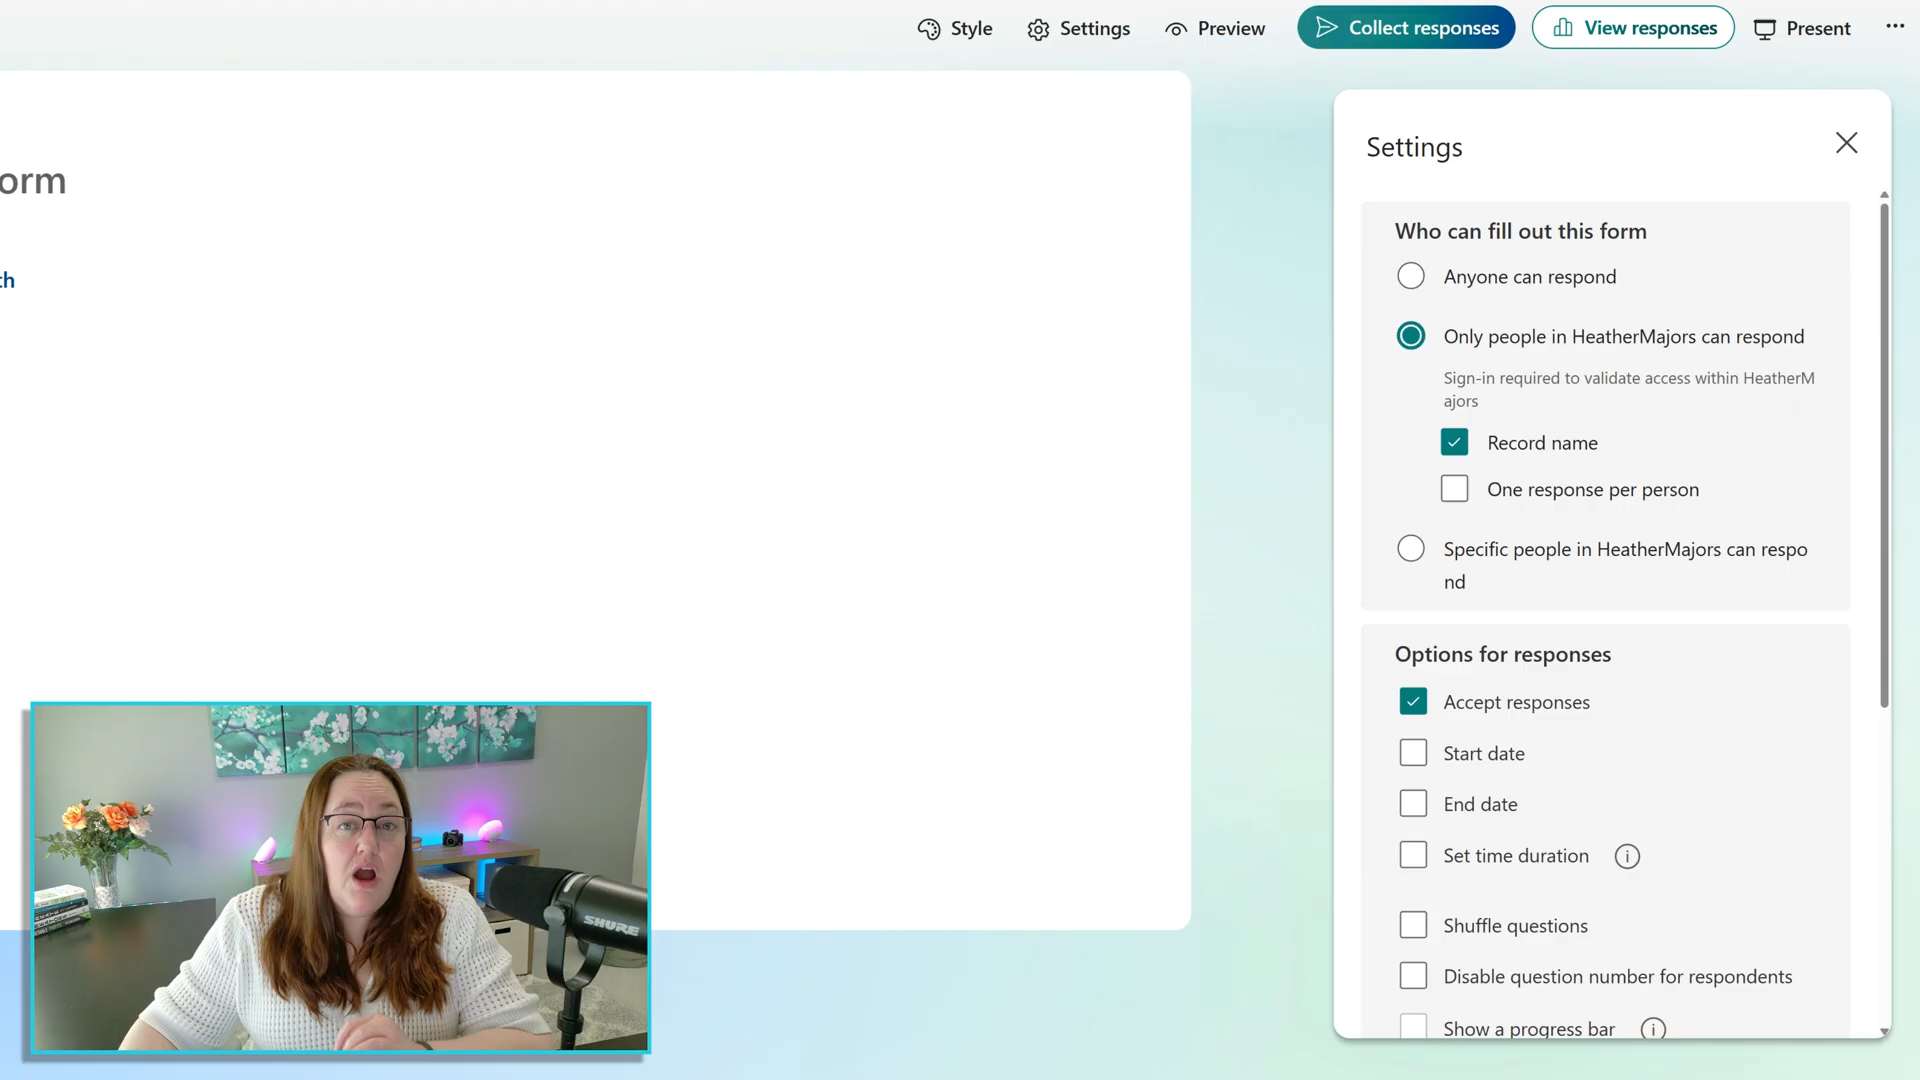 Style
Settings
Preview
Collect responses
View responses
Present
orm
th
Settings
Who can fill out this form
Anyone can respond
Only people in HeatherMajors can respond
Sign-in required to validate access within HeatherM
ajors
Record name
One response per person
Specific people in HeatherMajors can respo
nd
Options for responses
Accept responses
Start date
End date
Set time duration
Shuffle questions
Disable question number for respondents
Show a progress bar
SHURE